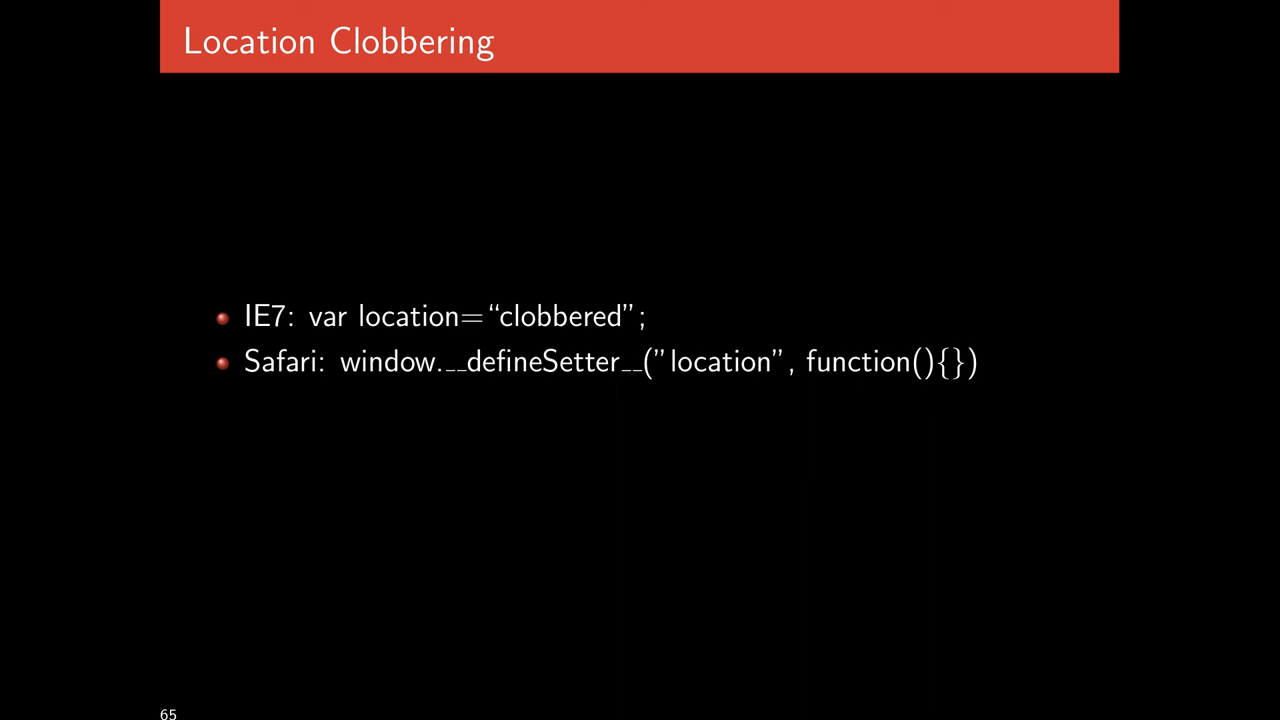 Location Clobbering
IE7: var location=“clobbered”;
Safari: window.__defineSetter__(”location”, function(){})
65